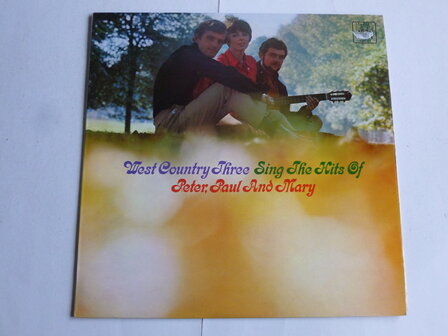 West Country Three Sing The Hits Of
Peter, Paul And Mary